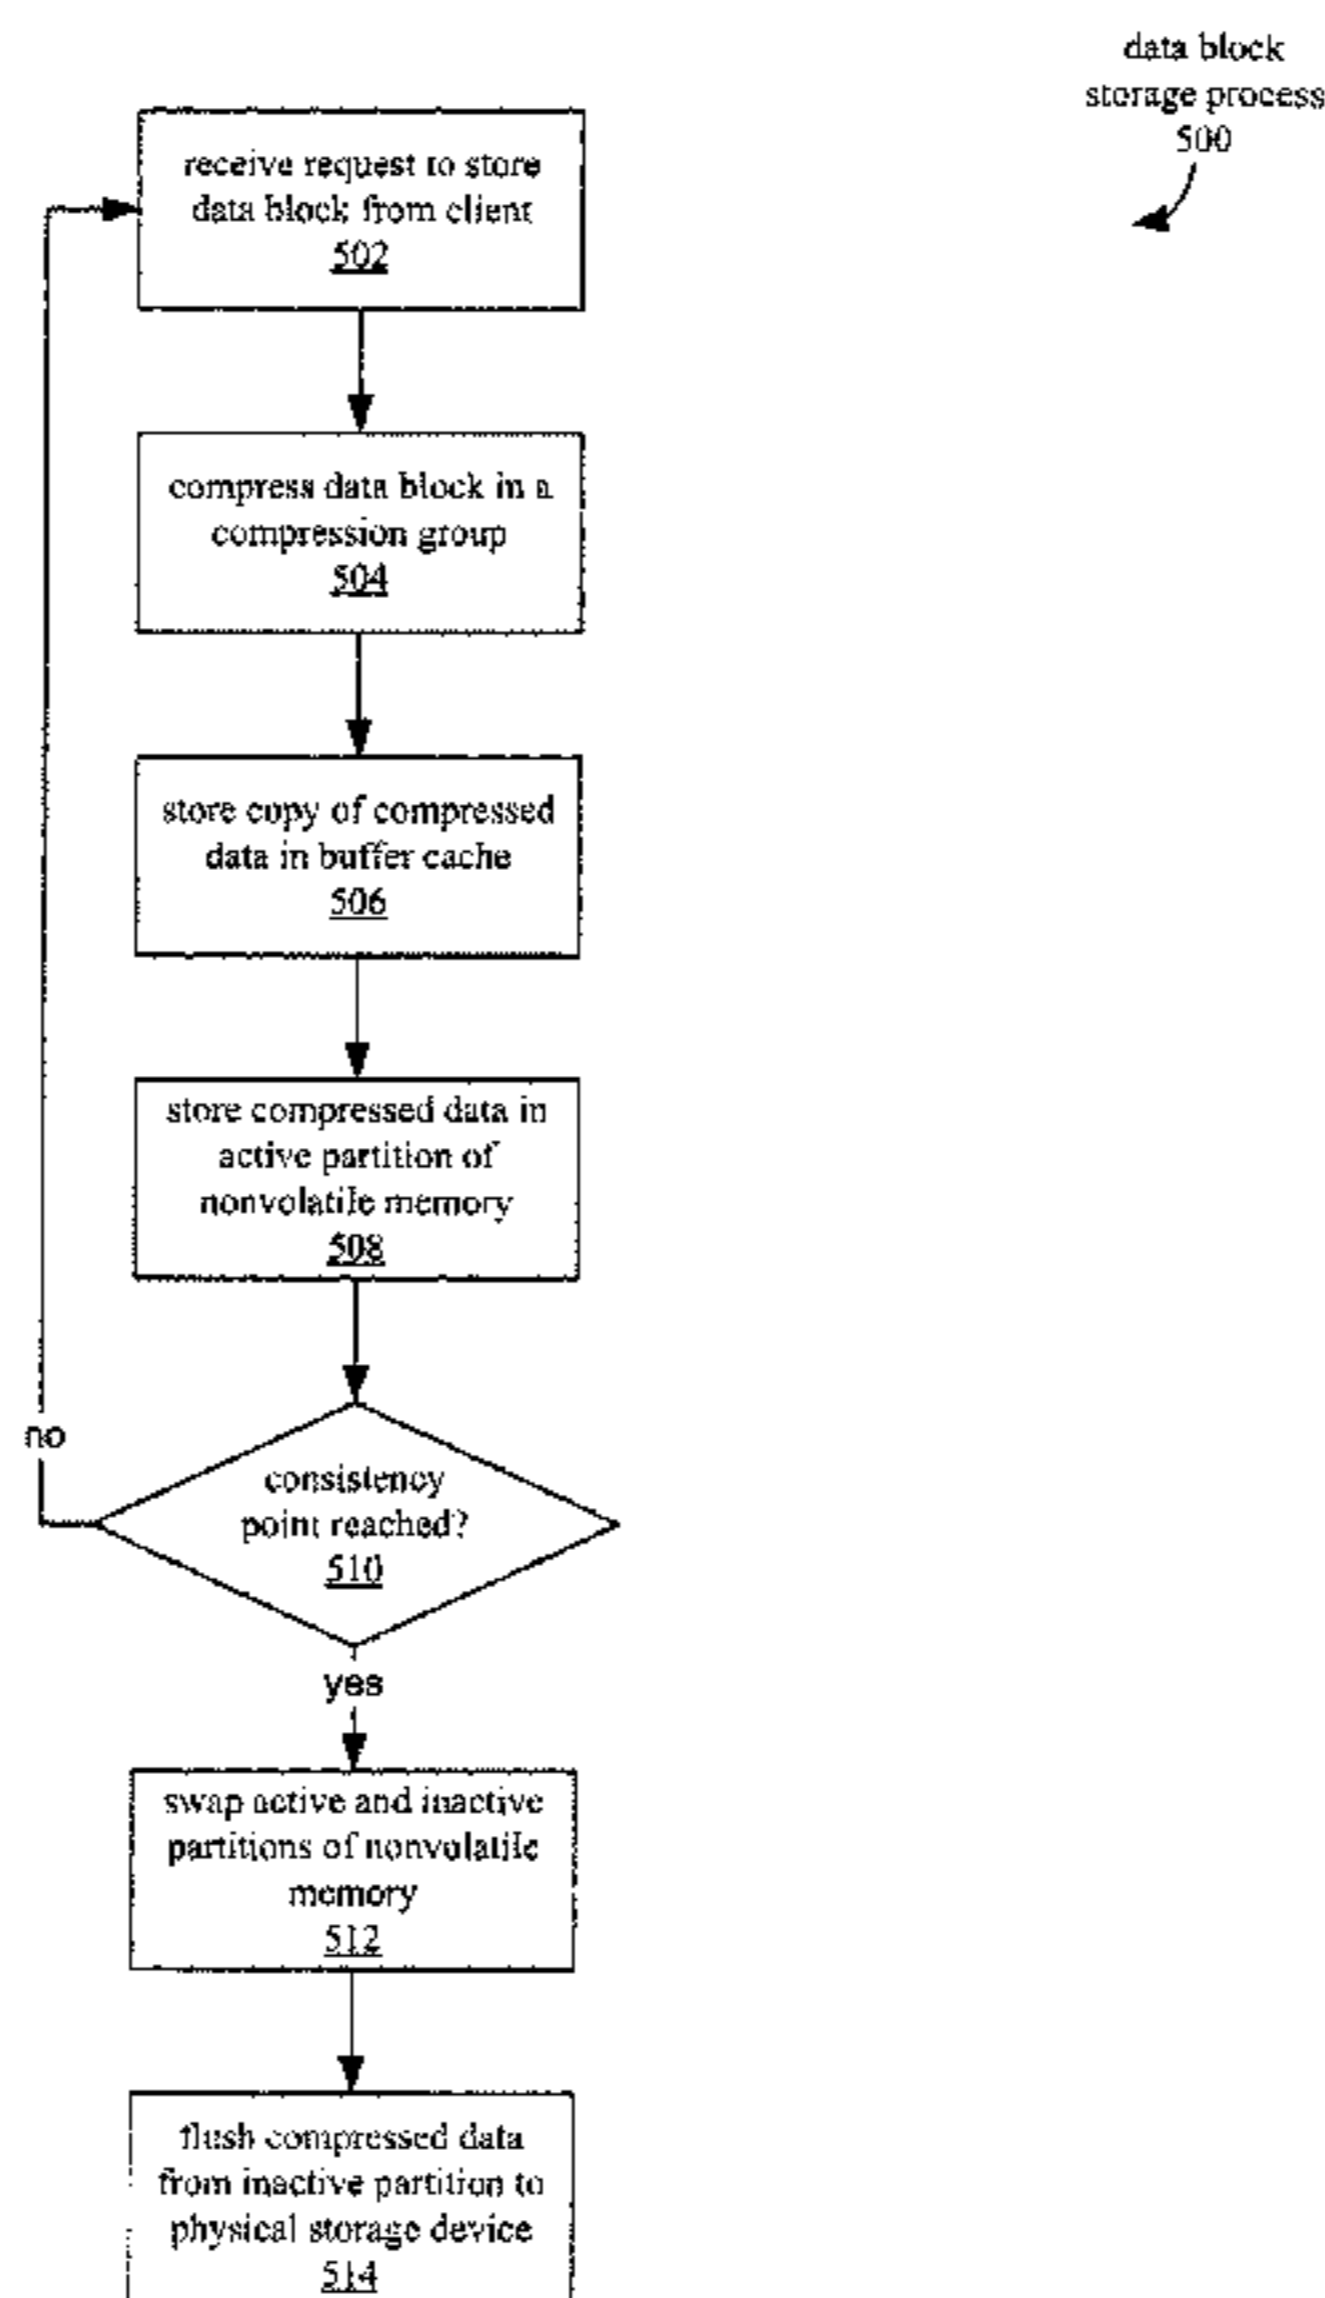 data block
storage process
500
receive request to store
data block from client
502
compress data block in a
compression group
504
store copy of compressed
data in buffer cache
506
store compressed data in
active partition of
nonvolatile memory
508
no
consistency
point reached?
510
yes
swap active and inactive
partitions of nonvolatile
memory
512
flush compressed data
from inactive partition to
physical storage device
514